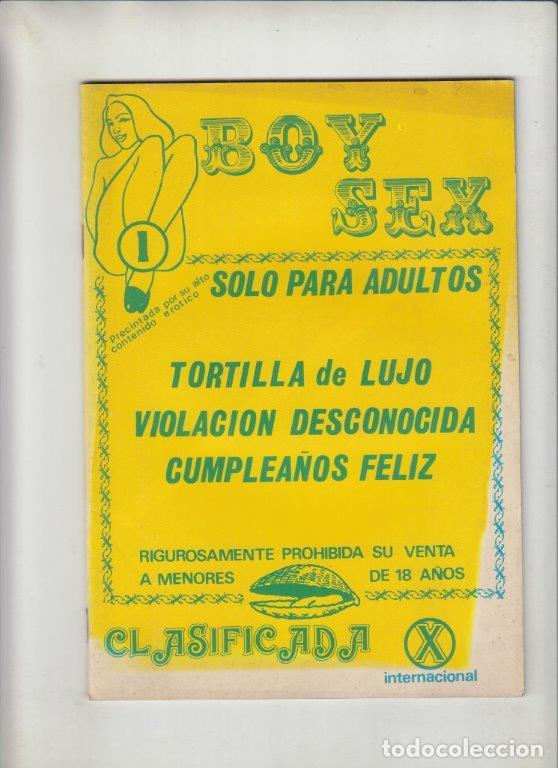 BOY
SEX
1
Precintada por su alto
contenido erotico
SOLO PARA ADULTOS
TORTILLA de LUJO
VIOLACION DESCONOCIDA
CUMPLEAÑOS FELIZ
RIGUROSAMENTE PROHIBIDA SU VENTA
A MENORES DE 18 AÑOS
CLASIFICADA X
internacional
todocoleccion